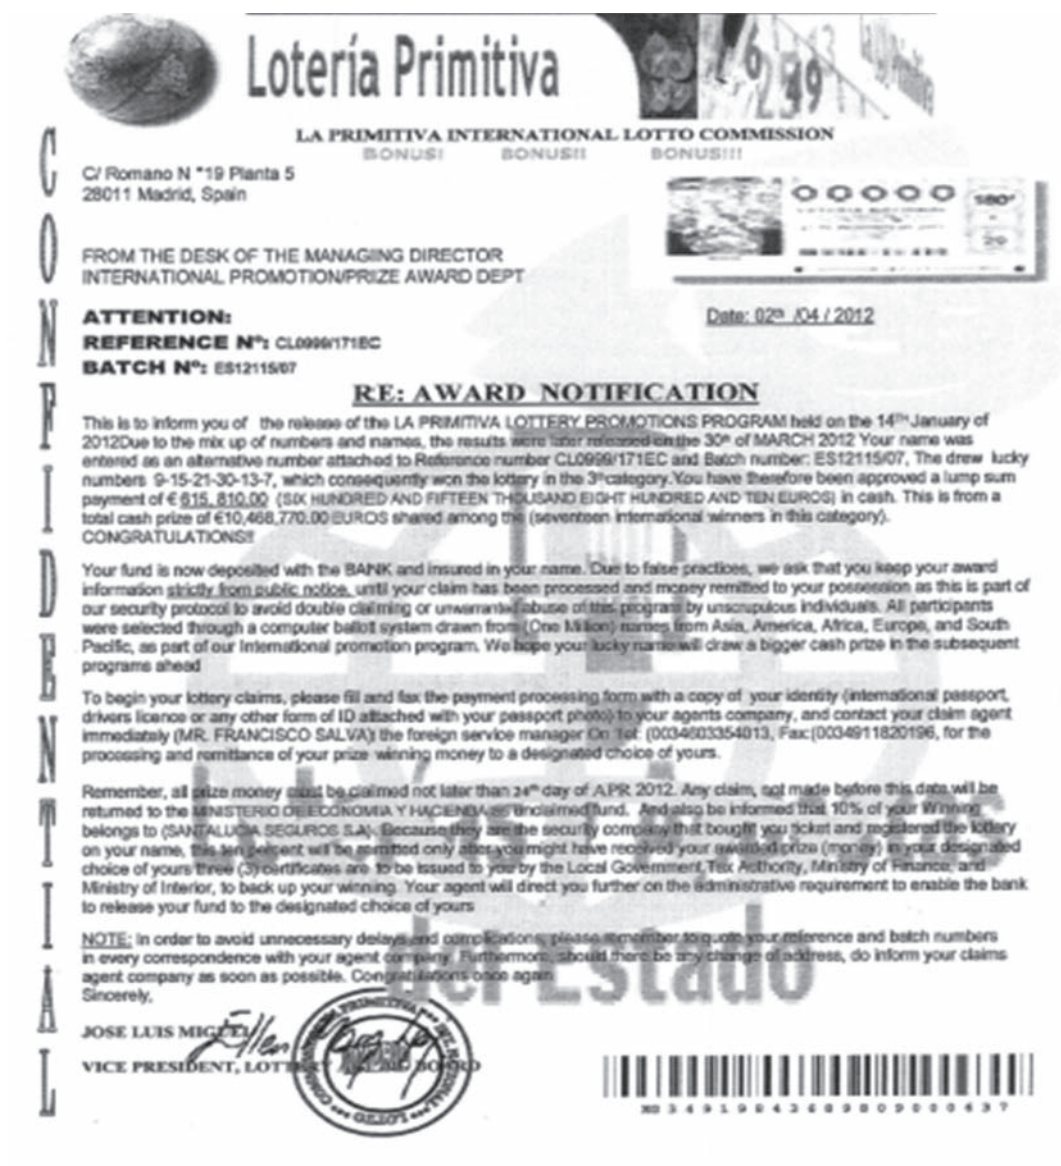 Lotería Primitiva
LA PRIMITIVA INTERNATIONAL LOTTO COMMISSION
BONUS! BONUS!! BONUS!!!
CONFIDENTIAL
C/ Romano N °19 Planta 5
28011 Madrid, Spain
FROM THE DESK OF THE MANAGING DIRECTOR
INTERNATIONAL PROMOTION/PRIZE AWARD DEPT
ATTENTION:
Date: 02th /04 / 2012
REFERENCE Nº: CL0999/171EC
BATCH Nº: ES12115/07
RE: AWARD NOTIFICATION
This is to inform you of the release of the LA PRIMITIVA LOTTERY PROMOTIONS PROGRAM held on the 14TH January of
2012Due to the mix up of numbers and names, the results were later released on the 30th of MARCH 2012 Your name was
entered as an alternative number attached to Reference number CL0999/171EC and Batch number: ES12115/07, The drew lucky
numbers 9-15-21-30-13-7, which consequently won the lottery in the 3rd category.You have therefore been approved a lump sum
payment of € 615, 810.00 (SIX HUNDRED AND FIFTEEN THOUSAND EIGHT HUNDRED AND TEN EUROS) in cash. This is from a
total cash prize of €10,468,770.00 EUROS shared among the (seventeen international winners in this category).
CONGRATULATIONS!!
Your fund is now deposited with the BANK and insured in your name. Due to false practices, we ask that you keep your award
information strictly from public notice, until your claim has been processed and money remitted to your possession as this is part of
our security protocol to avoid double claiming or unwarranted abuse of this program by unscrupulous individuals. All participants
were selected through a computer ballot system drawn from (One Million) names from Asia, America, Africa, Europe, and South
Pacific, as part of our International promotion program. We hope your lucky name will draw a bigger cash prize in the subsequent
programs ahead
To begin your lottery claims, please fill and fax the payment processing form with a copy of your identity (international passport,
drivers licence or any other form of ID attached with your passport photo) to your agents company, and contact your claim agent
immediately (MR. FRANCISCO SALVA) the foreign service manager On Tel: (0034603354013, Fax:(0034911820196, for the
processing and remittance of your prize winning money to a designated choice of yours.
Remember, all prize money must be claimed not later than 24th day of APR 2012. Any claim, not made before this date will be
returned to the MINISTERIO DE ECONOMIA Y HACIENDA as unclaimed fund. And also be informed that 10% of your Winning
belongs to (SANTALUCIA SEGUROS S.A). Because they are the security company that bought you ticket and registered the lottery
on your name, this ten percent will be remitted only after you might have received your awarded prize (money) in your designated
choice of yours three (3) certificates are to be issued to you by the Local Government,Tax Authority, Ministry of Finance, and
Ministry of Interior, to back up your winning. Your agent will direct you further on the administrative requirement to enable the bank
to release your fund to the designated choice of yours
NOTE: In order to avoid unnecessary delays and complications, please remember to quote your reference and batch numbers
in every correspondence with your agent company. Furthermore, should there be any change of address, do inform your claims
agent company as soon as possible. Congratulations once again
Sincerely,
del Estado
JOSE LUIS MIGUEL
VICE PRESIDENT,